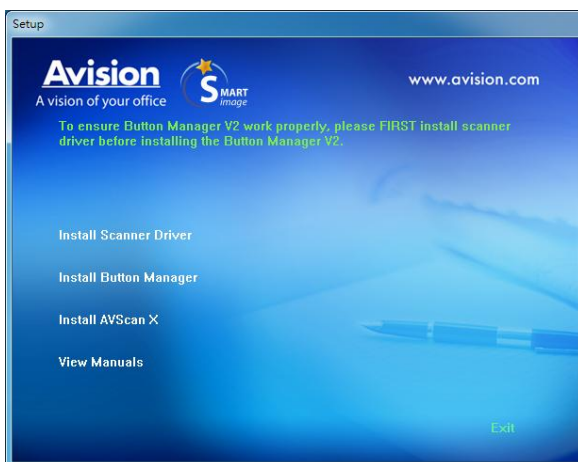 Setup
Avision
A vision of your office
SMART
image
www.avision.com
To ensure Button Manager V2 work properly, please FIRST install scanner
driver before installing the Button Manager V2.
Install Scanner Driver
Install Button Manager
Install AVScan X
View Manuals
Exit